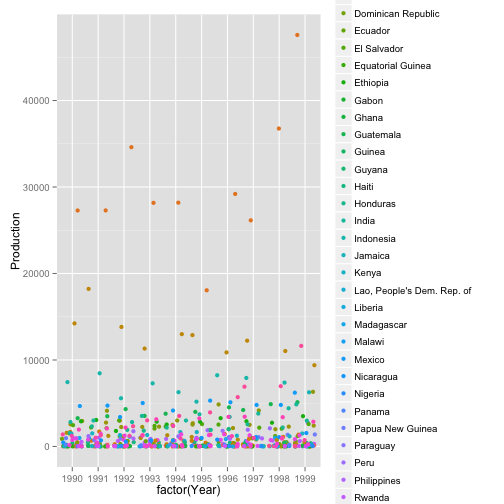 Production
40000
30000
20000
10000
0
1990 1991 1992 1993 1994 1995 1996 1997 1998 1999
factor(Year)
Dominican Republic
Ecuador
El Salvador
Equatorial Guinea
Ethiopia
Gabon
Ghana
Guatemala
Guinea
Guyana
Haiti
Honduras
India
Indonesia
Jamaica
Kenya
Lao, People's Dem. Rep. of
Liberia
Madagascar
Malawi
Mexico
Nicaragua
Nigeria
Panama
Papua New Guinea
Paraguay
Peru
Philippines
Rwanda